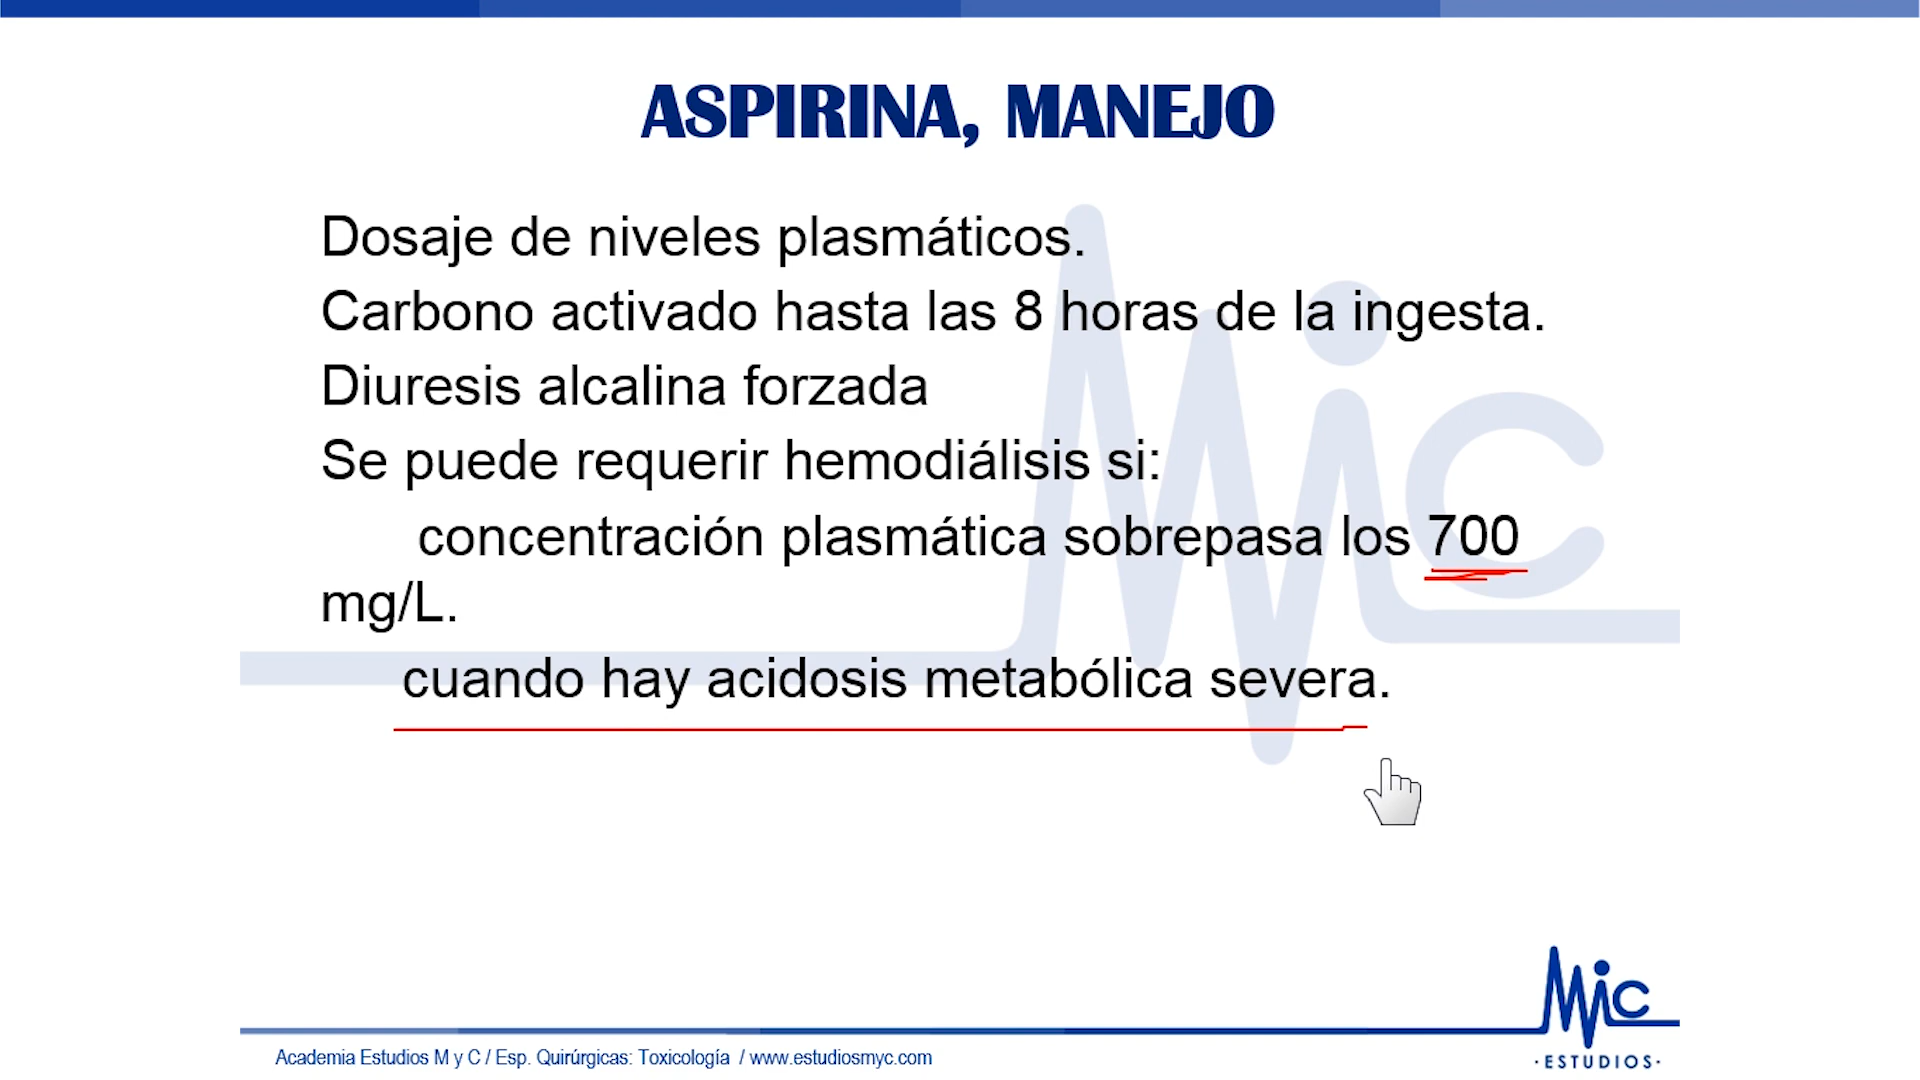 ASPIRINA, MANEJO
Dosaje de niveles plasmáticos.
Carbono activado hasta las 8 horas de la ingesta.
Diuresis alcalina forzada
Se puede requerir hemodiálisis si:
concentración plasmática sobrepasa los 700
mg/L.
cuando hay acidosis metabólica severa.
MiC
MiC
·ESTUDIOS·
Academia Estudios M y C / Esp. Quirúrgicas: Toxicología / www.estudiosmyc.com